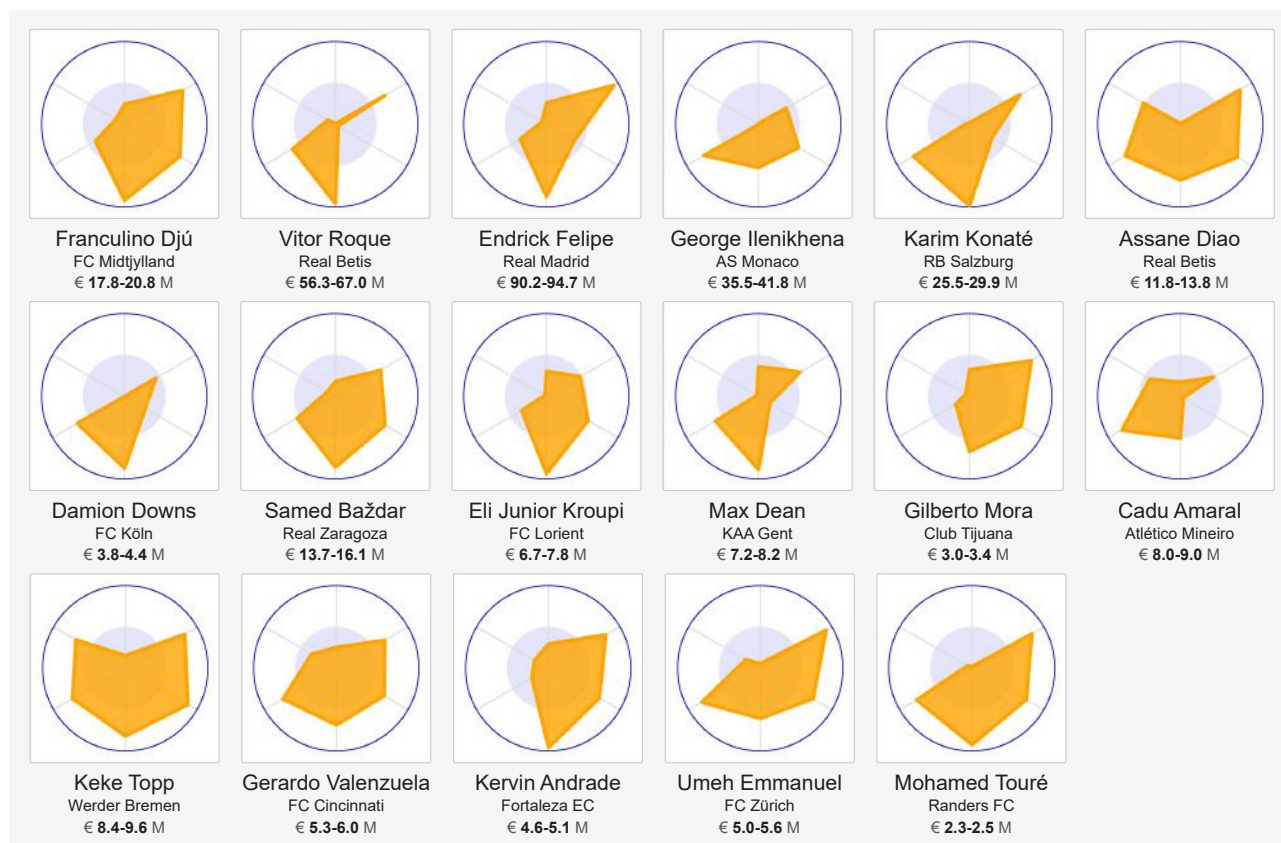 Franculino Djú
FC Midtjylland
€ 17.8-20.8 M
Vitor Roque
Real Betis
€ 56.3-67.0 M
Endrick Felipe
Real Madrid
€ 90.2-94.7 M
George Ilenikhena
AS Monaco
€ 35.5-41.8 M
Karim Konaté
RB Salzburg
€ 25.5-29.9 M
Assane Diao
Real Betis
€ 11.8-13.8 M
Damion Downs
FC Köln
€ 3.8-4.4 M
Samed Baždar
Real Zaragoza
€ 13.7-16.1 M
Eli Junior Kroupi
FC Lorient
€ 6.7-7.8 M
Max Dean
KAA Gent
€ 7.2-8.2 M
Gilberto Mora
Club Tijuana
€ 3.0-3.4 M
Cadu Amaral
Atlético Mineiro
€ 8.0-9.0 M
Keke Topp
Werder Bremen
€ 8.4-9.6 M
Gerardo Valenzuela
FC Cincinnati
€ 5.3-6.0 M
Kervin Andrade
Fortaleza EC
€ 4.6-5.1 M
Umeh Emmanuel
FC Zürich
€ 5.0-5.6 M
Mohamed Touré
Randers FC
€ 2.3-2.5 M